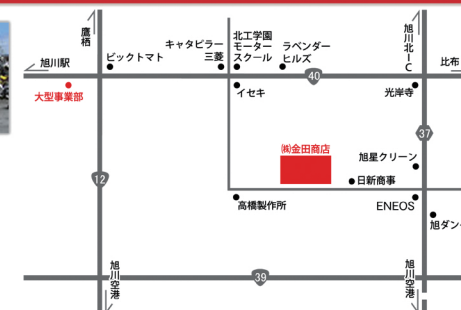 鷹栖
旭川駅
大型事業部
ビックトマト
キャタピラー
三菱
北工学園
モーター
スクール
ラベンダー
ヒルズ
イセキ
40
旭川北IC
比布
光岸寺
37
㈱金田商店
旭星クリーン
日新商事
12
高橋製作所
ENEOS
旭ダン
39
旭川空港
旭川空港